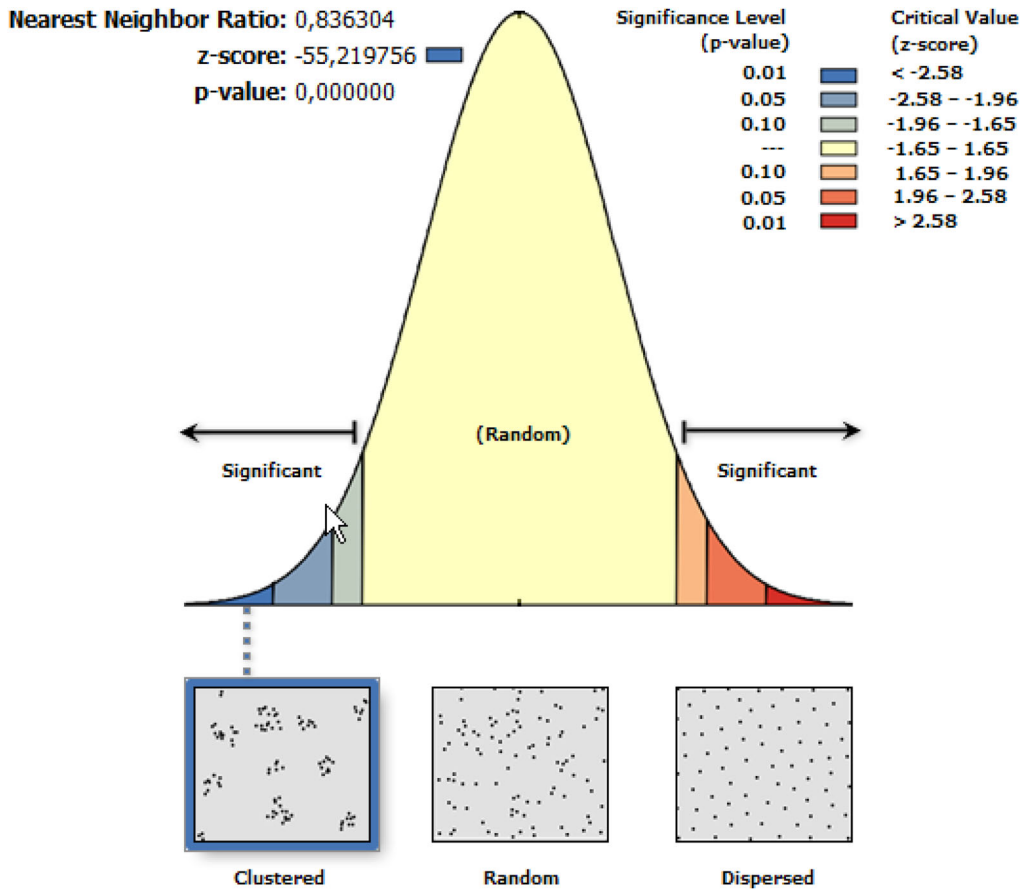 Nearest Neighbor Ratio: 0,836304
z-score: -55,219756
p-value: 0,000000
Significance Level
(p-value)
Critical Value
(z-score)
0.01 < -2.58
0.05 -2.58 – -1.96
0.10 -1.96 – -1.65
--- -1.65 – 1.65
0.10 1.65 – 1.96
0.05 1.96 – 2.58
0.01 > 2.58
(Random)
Significant
Significant
Clustered
Random
Dispersed